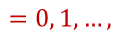 = 0, 1, … ,